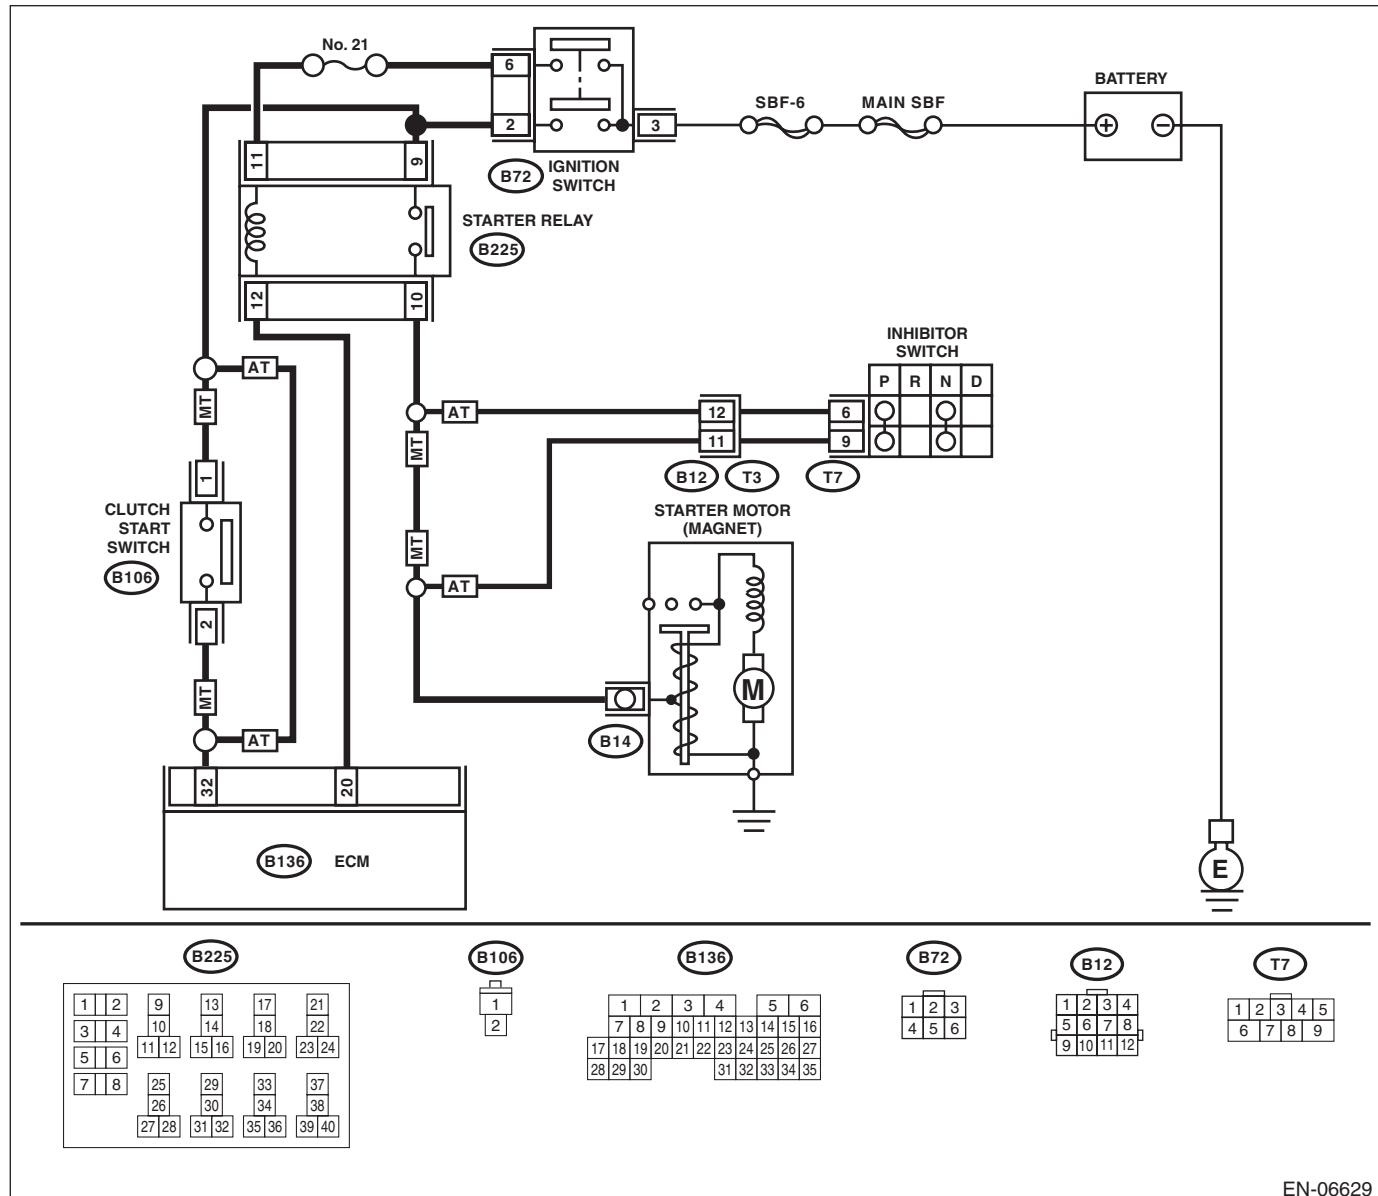 No. 21
6
2
3
B72
IGNITION
SWITCH
SBF-6
MAIN SBF
BATTERY
11
9
STARTER RELAY
B225
12
10
AT
MT
1
CLUTCH
START
SWITCH
B106
2
MT
AT
AT
MT
MT
AT
12
11
B12
T3
6
9
T7
INHIBITOR
SWITCH
P R N D
STARTER MOTOR
(MAGNET)
M
B14
32
20
B136
ECM
E
B225
1 2 9 13 17 21
3 4 10 14 18 22
5 6 11 12 15 16 19 20 23 24
7 8 25 29 33 37
26 30 34 38
27 28 31 32 35 36 39 40
B106
1
2
B136
1 2 3 4 5 6
7 8 9 10 11 12 13 14 15 16
17 18 19 20 21 22 23 24 25 26 27
28 29 30 31 32 33 34 35
B72
1 2 3
4 5 6
B12
1 2 3 4
5 6 7 8
9 10 11 12
T7
1 2 3 4 5
6 7 8 9
EN-06629